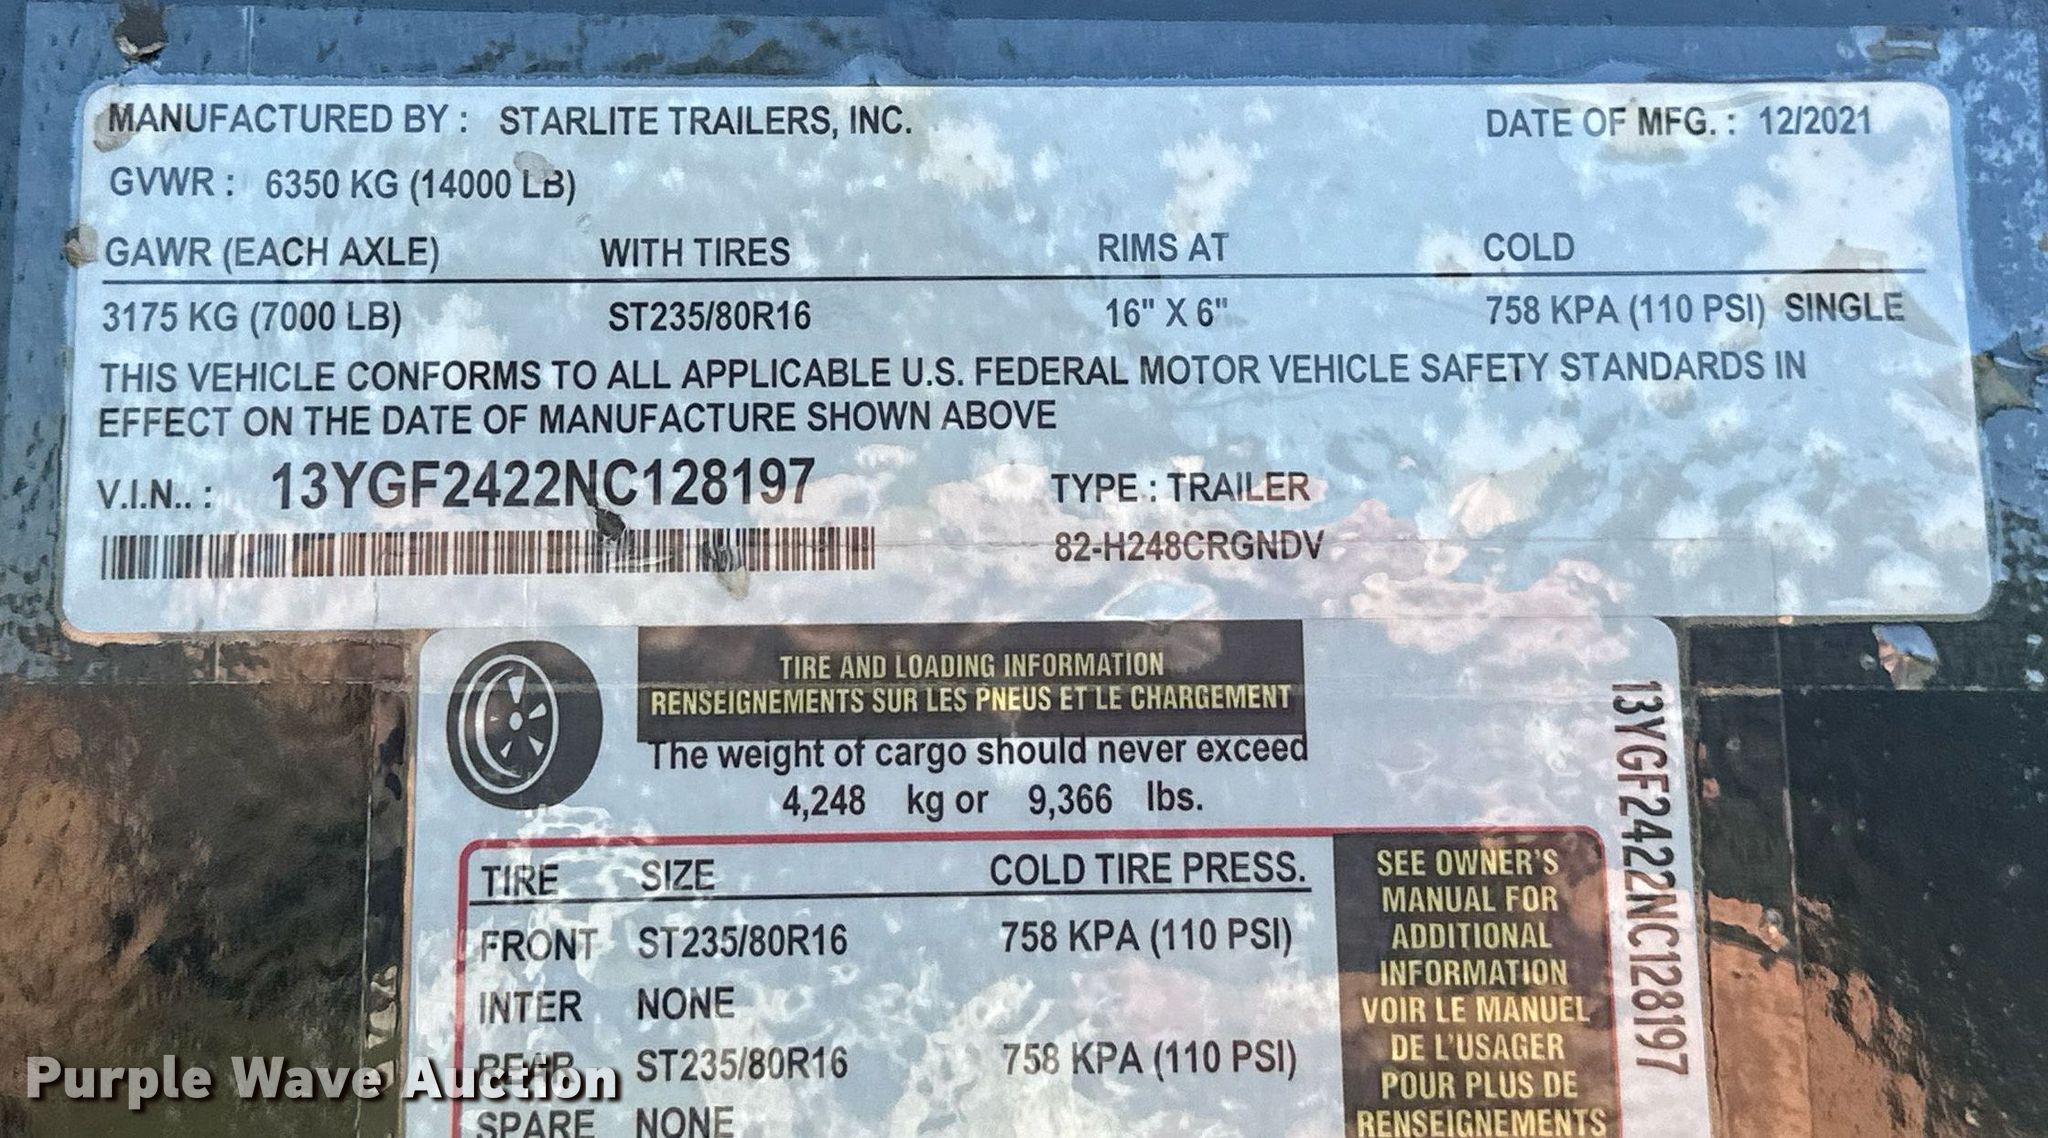 MANUFACTURED BY : STARLITE TRAILERS, INC. DATE OF MFG. : 12/2021
GVWR : 6350 KG (14000 LB)
GAWR (EACH AXLE) WITH TIRES RIMS AT COLD
3175 KG (7000 LB) ST235/80R16 16" X 6" 758 KPA (110 PSI) SINGLE
THIS VEHICLE CONFORMS TO ALL APPLICABLE U.S. FEDERAL MOTOR VEHICLE SAFETY STANDARDS IN
EFFECT ON THE DATE OF MANUFACTURE SHOWN ABOVE
V.I.N.. : 13YGF2422NC128197 TYPE : TRAILER
82-H248CRGNDV
TIRE AND LOADING INFORMATION
RENSEIGNEMENTS SUR LES PNEUS ET LE CHARGEMENT
The weight of cargo should never exceed
4,248 kg or 9,366 lbs.
TIRE SIZE COLD TIRE PRESS.
FRONT ST235/80R16 758 KPA (110 PSI)
INTER NONE
REAR ST235/80R16 758 KPA (110 PSI)
SPARE NONE
SEE OWNER'S
MANUAL FOR
ADDITIONAL
INFORMATION
VOIR LE MANUEL
DE L'USAGER
POUR PLUS DE
RENSEIGNEMENTS
13YGF2422NC128197
Purple Wave Auction